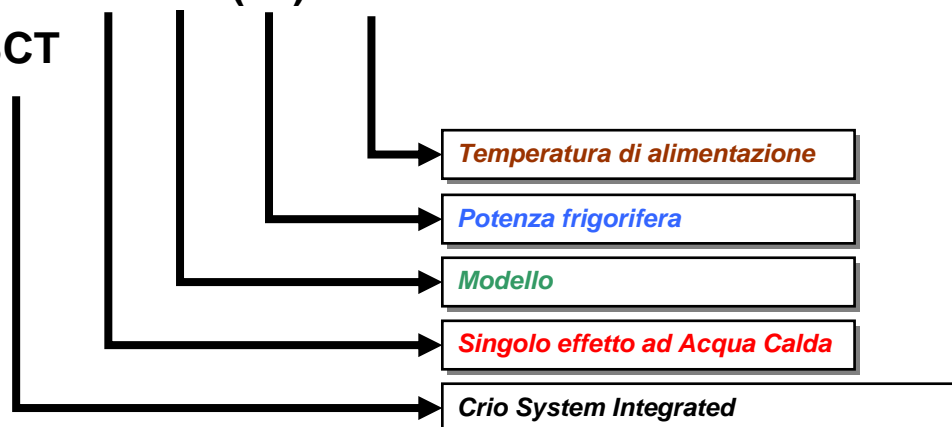 CT
Temperatura di alimentazione
Potenza frigorifera
Modello
Singolo effetto ad Acqua Calda
Crio System Integrated